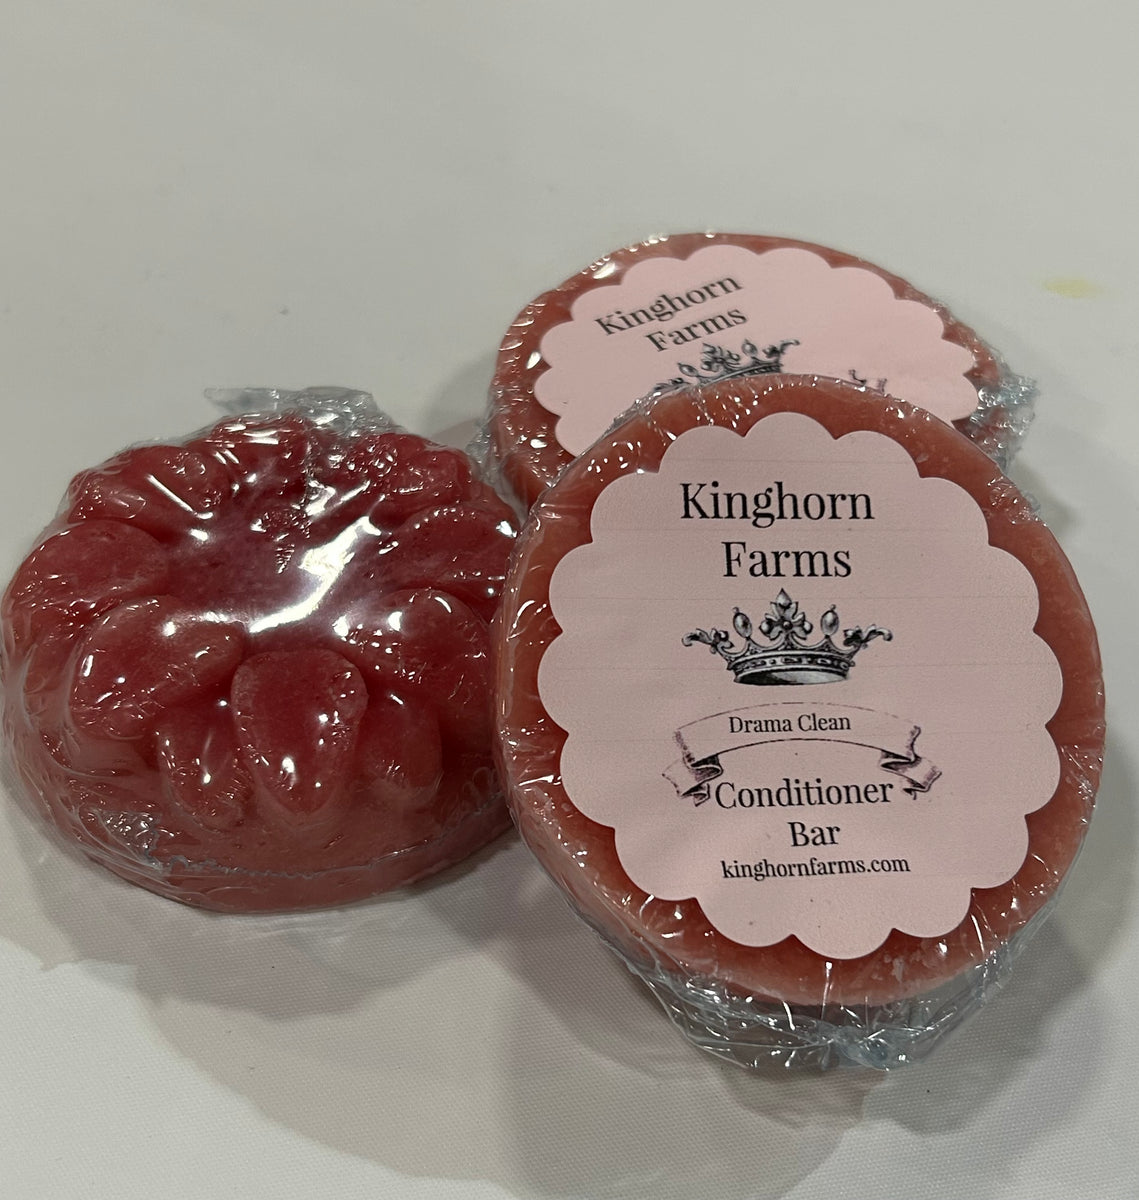 Kinghorn
Farms
Kinghorn
Farms
Drama Clean
Conditioner
Bar
kinghornfarms.com